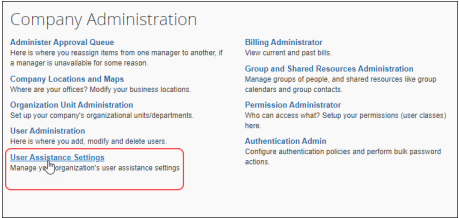 Company Administration
Administer Approval Queue
Here is where you reassign items from one manager to another, if
a manager is unavailable for some reason.
Company Locations and Maps
Where are your offices? Modify your business locations.
Organization Unit Administration
Set up your company's organizational units/departments.
User Administration
Here is where you add, modify and delete users.
User Assistance Settings
Manage your organization's user assistance settings
Billing Administrator
View current and past bills.
Group and Shared Resources Administration
Manage groups of people, and shared resources like group
calendars and group contacts.
Permission Administrator
Who can access what? Setup your permissions (user classes)
here.
Authentication Admin
Configure authentication policies and perform bulk password
actions.